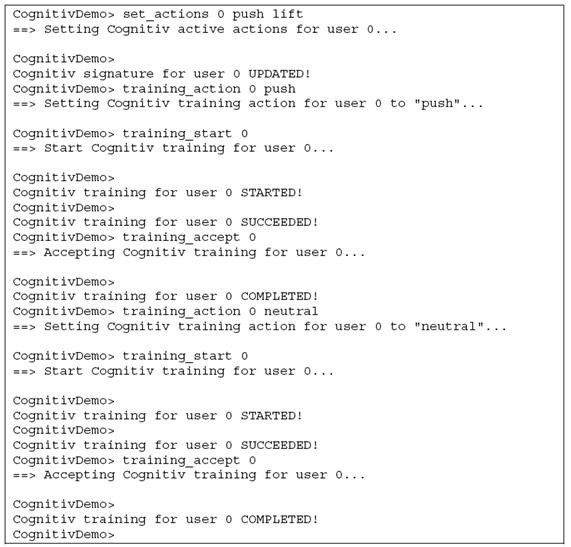 CognitivDemo> set_actions 0 push lift
==> Setting Cognitiv active actions for user 0...
CognitivDemo>
Cognitiv signature for user 0 UPDATED!
CognitivDemo> training_action 0 push
==> Setting Cognitiv training action for user 0 to "push"...
CognitivDemo> training_start 0
==> Start Cognitiv training for user 0...
CognitivDemo>
Cognitiv training for user 0 STARTED!
CognitivDemo>
Cognitiv training for user 0 SUCCEEDED!
CognitivDemo> training_accept 0
==> Accepting Cognitiv training for user 0...
CognitivDemo>
Cognitiv training for user 0 COMPLETED!
CognitivDemo> training_action 0 neutral
==> Setting Cognitiv training action for user 0 to "neutral"...
CognitivDemo> training_start 0
==> Start Cognitiv training for user 0...
CognitivDemo>
Cognitiv training for user 0 STARTED!
CognitivDemo>
Cognitiv training for user 0 SUCCEEDED!
CognitivDemo> training_accept 0
==> Accepting Cognitiv training for user 0...
CognitivDemo>
Cognitiv training for user 0 COMPLETED!
CognitivDemo>